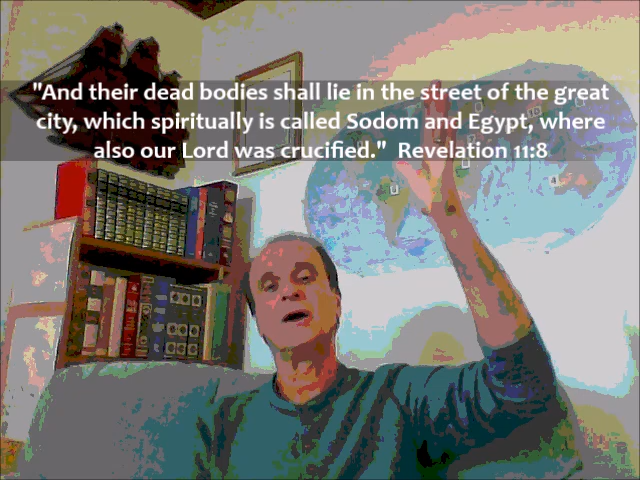 "And their dead bodies shall lie in the street of the great
city, which spiritually is called Sodom and Egypt, where
also our Lord was crucified."  Revelation 11:8